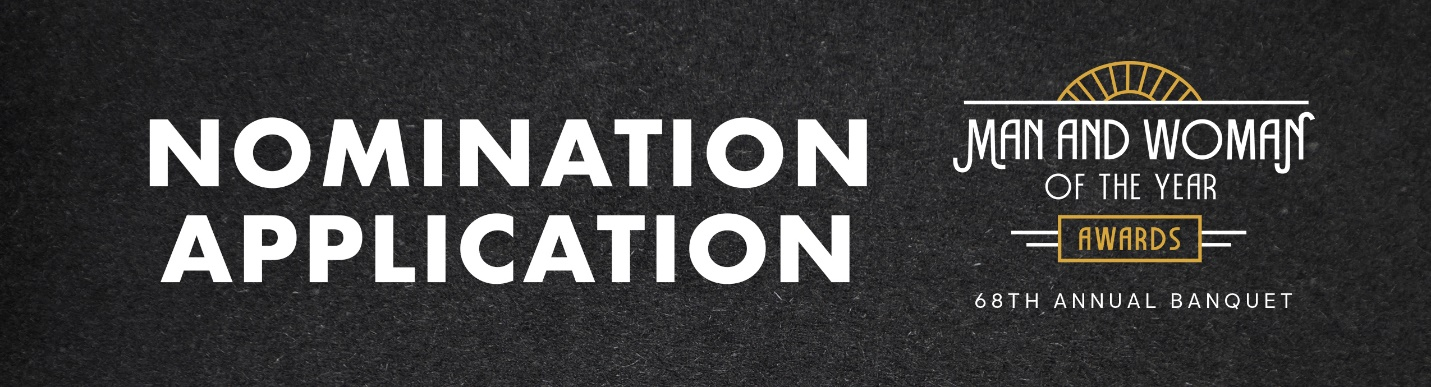 NOMINATION
APPLICATION
MAN AND WOMAN
OF THE YEAR
AWARDS
68TH ANNUAL BANQUET